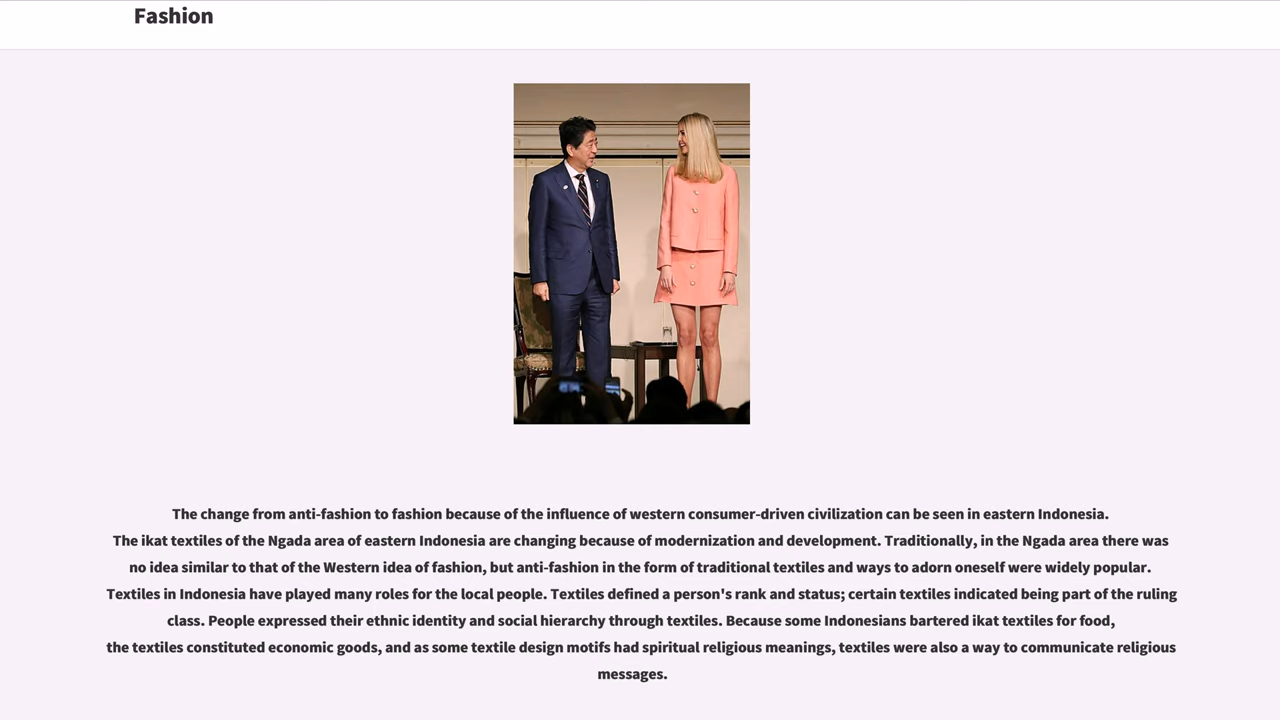 Fashion
The change from anti-fashion to fashion because of the influence of western consumer-driven civilization can be seen in eastern Indonesia.
The ikat textiles of the Ngada area of eastern Indonesia are changing because of modernization and development. Traditionally, in the Ngada area there was
no idea similar to that of the Western idea of fashion, but anti-fashion in the form of traditional textiles and ways to adorn oneself were widely popular.
Textiles in Indonesia have played many roles for the local people. Textiles defined a person's rank and status; certain textiles indicated being part of the ruling
class. People expressed their ethnic identity and social hierarchy through textiles. Because some Indonesians bartered ikat textiles for food,
the textiles constituted economic goods, and as some textile design motifs had spiritual religious meanings, textiles were also a way to communicate religious
messages.